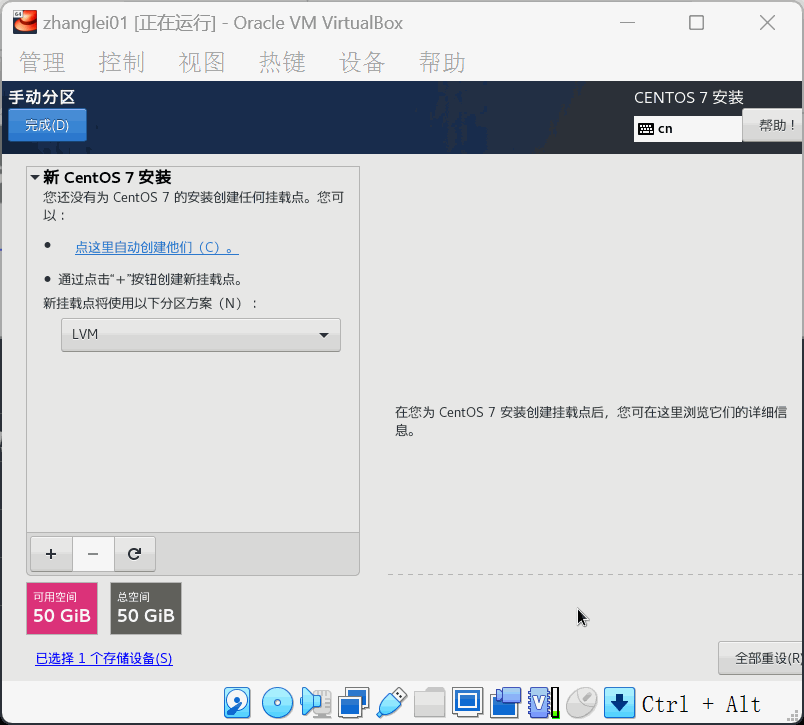 zhanglei01 [正在运行] - Oracle VM VirtualBox
管理 控制 视图 热键 设备 帮助
手动分区
CENTOS 7 安装
完成(D)
cn
帮助！
新 CentOS 7 安装
您还没有为 CentOS 7 的安装创建任何挂载点。您可
以：
点这里自动创建他们（C）。
通过点击“+”按钮创建新挂载点。
新挂载点将使用以下分区方案（N）：
LVM
在您为 CentOS 7 安装创建挂载点后，您可在这里浏览它们的详细信
息。
+ − 
可用空间
50 GiB
总空间
50 GiB
已选择 1 个存储设备(S)
全部重设(R
Ctrl + Alt